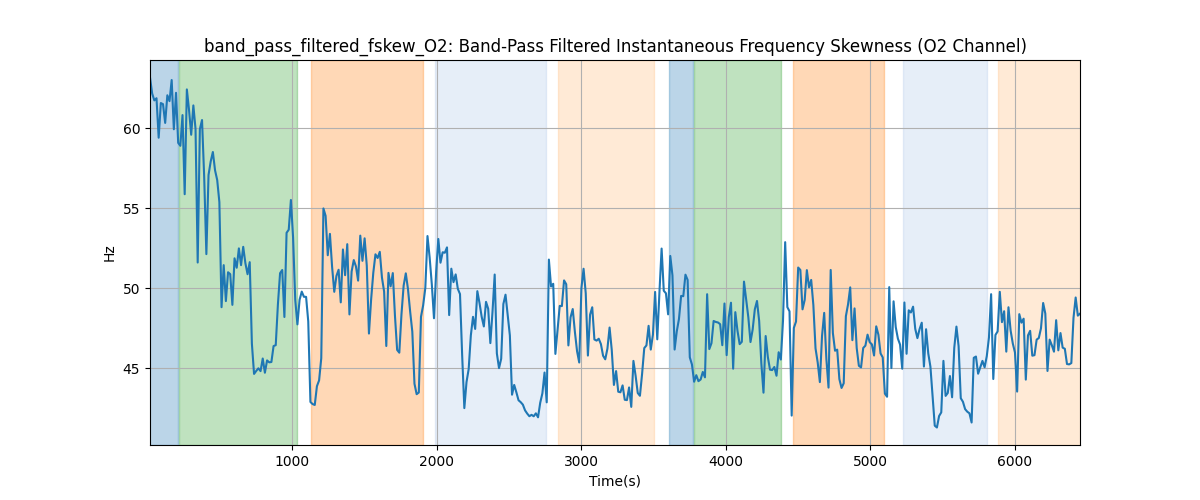 band_pass_filtered_fskew_O2: Band-Pass Filtered Instantaneous Frequency Skewness (O2 Channel)
60
55
50
45
Hz
1000 2000 3000 4000 5000 6000
Time(s)